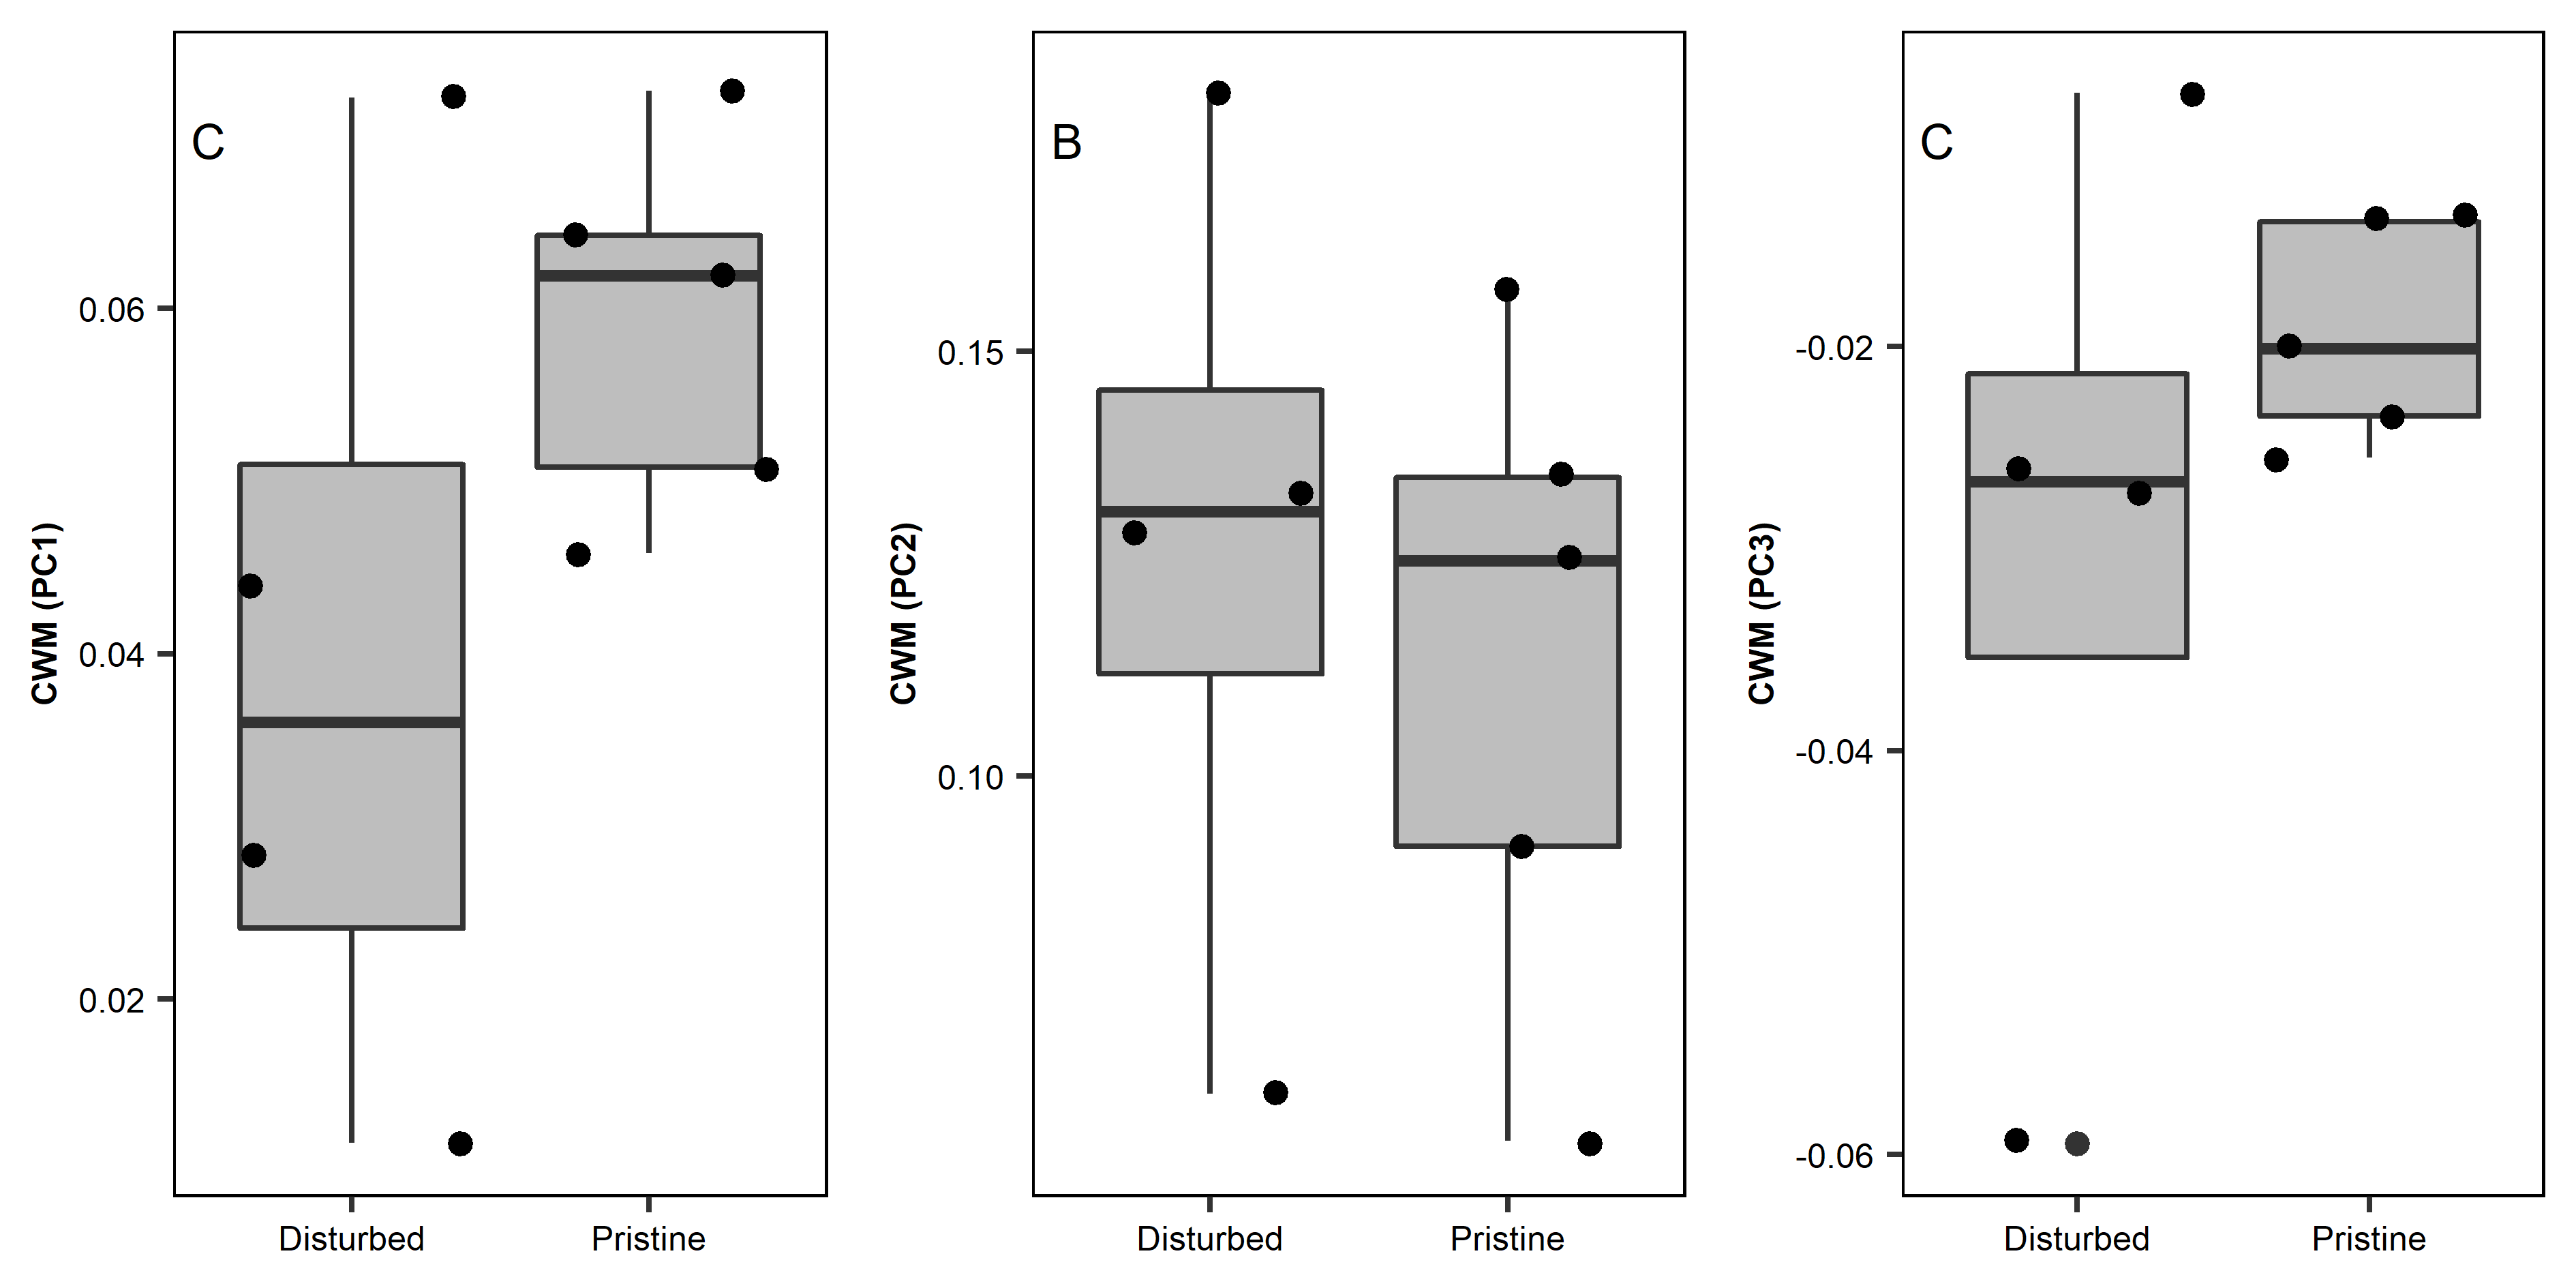 C
CWM (PC1)
0.06
0.04
0.02
Disturbed Pristine
B
CWM (PC2)
0.15
0.10
Disturbed Pristine
C
CWM (PC3)
-0.02
-0.04
-0.06
Disturbed Pristine